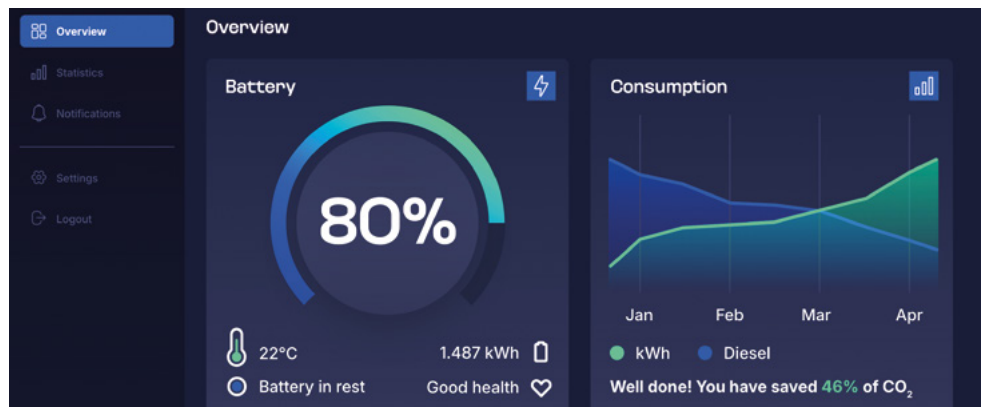 Overview
Statistics
Notifications
Settings
Logout
Overview
Battery
80%
22°C
1.487 kWh
Battery in rest
Good health
Consumption
Jan Feb Mar Apr
kWh Diesel
Well done! You have saved 46% of CO₂